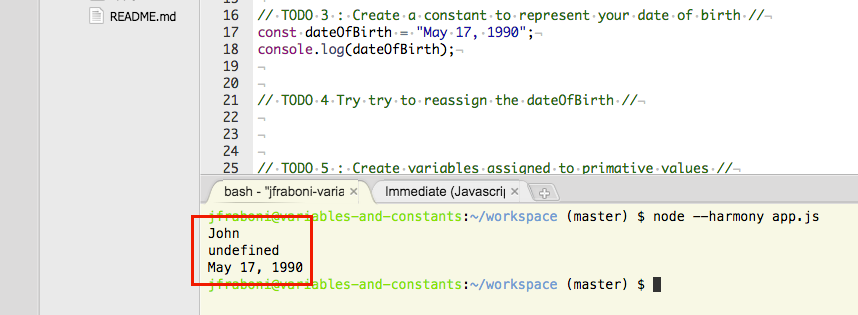 README.md
16 // TODO 3 : Create a constant to represent your date of birth //¬
17 const dateOfBirth = "May 17, 1990";¬
18 console.log(dateOfBirth);¬
19 ¬
20 ¬
21 // TODO 4 Try try to reassign the dateOfBirth //¬
22 ¬
23 ¬
24 ¬
25 // TODO 5 : Create variables assigned to primative values //¬
bash - "jfraboni-varia × Immediate (Javascrip ×
jfraboni@variables-and-constants:~/workspace (master) $ node --harmony app.js
John
undefined
May 17, 1990
jfraboni@variables-and-constants:~/workspace (master) $